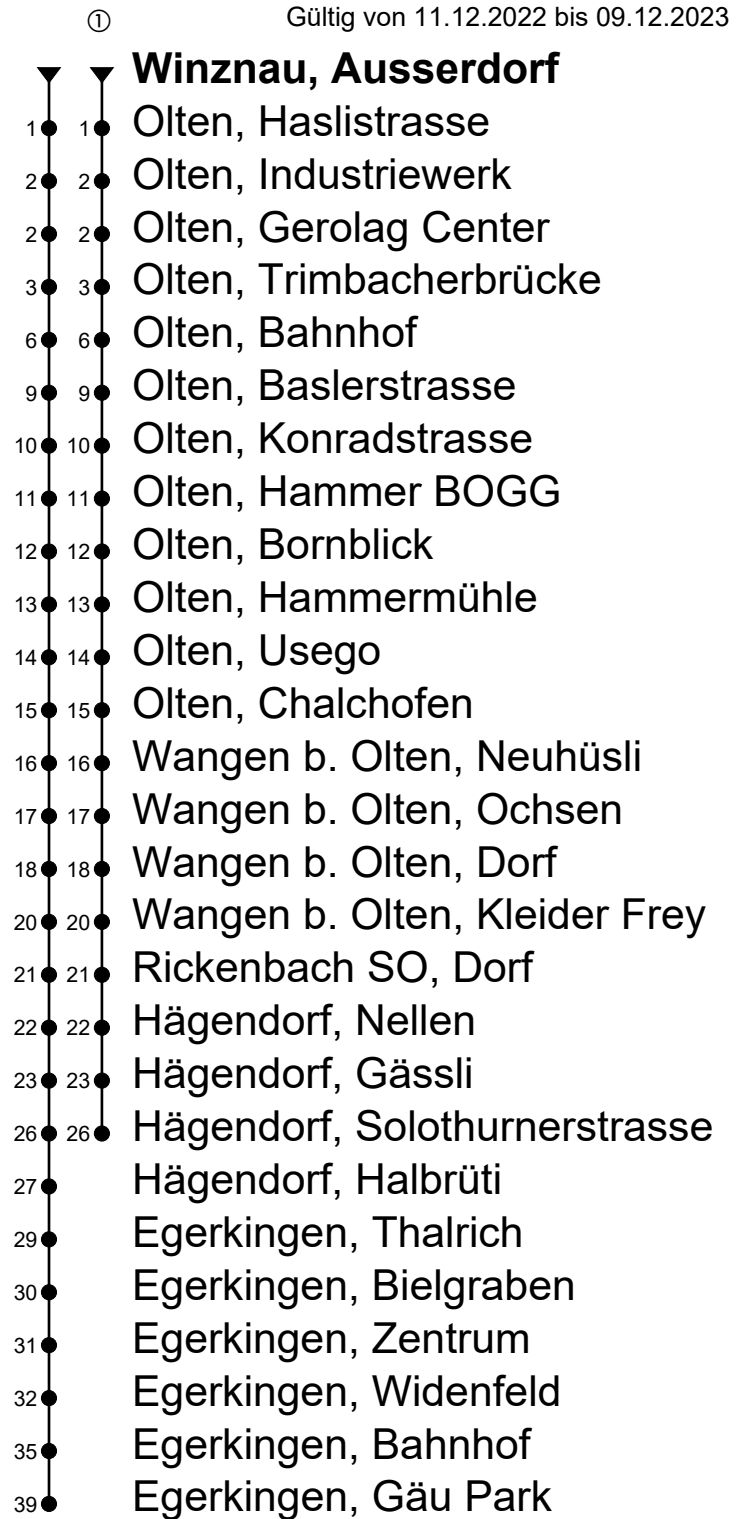 ① Gültig von 11.12.2022 bis 09.12.2023
Winznau, Ausserdorf
1 1 Olten, Haslistrasse
2 2 Olten, Industriewerk
2 2 Olten, Gerolag Center
3 3 Olten, Trimbacherbrücke
6 6 Olten, Bahnhof
9 9 Olten, Baslerstrasse
10 10 Olten, Konradstrasse
11 11 Olten, Hammer BOGG
12 12 Olten, Bornblick
13 13 Olten, Hammermühle
14 14 Olten, Usego
15 15 Olten, Chalchofen
16 16 Wangen b. Olten, Neuhüsli
17 17 Wangen b. Olten, Ochsen
18 18 Wangen b. Olten, Dorf
20 20 Wangen b. Olten, Kleider Frey
21 21 Rickenbach SO, Dorf
22 22 Hägendorf, Nellen
23 23 Hägendorf, Gässli
26 26 Hägendorf, Solothurnerstrasse
27 Hägendorf, Halbrüti
29 Egerkingen, Thalrich
30 Egerkingen, Bielgraben
31 Egerkingen, Zentrum
32 Egerkingen, Widenfeld
35 Egerkingen, Bahnhof
39 Egerkingen, Gäu Park